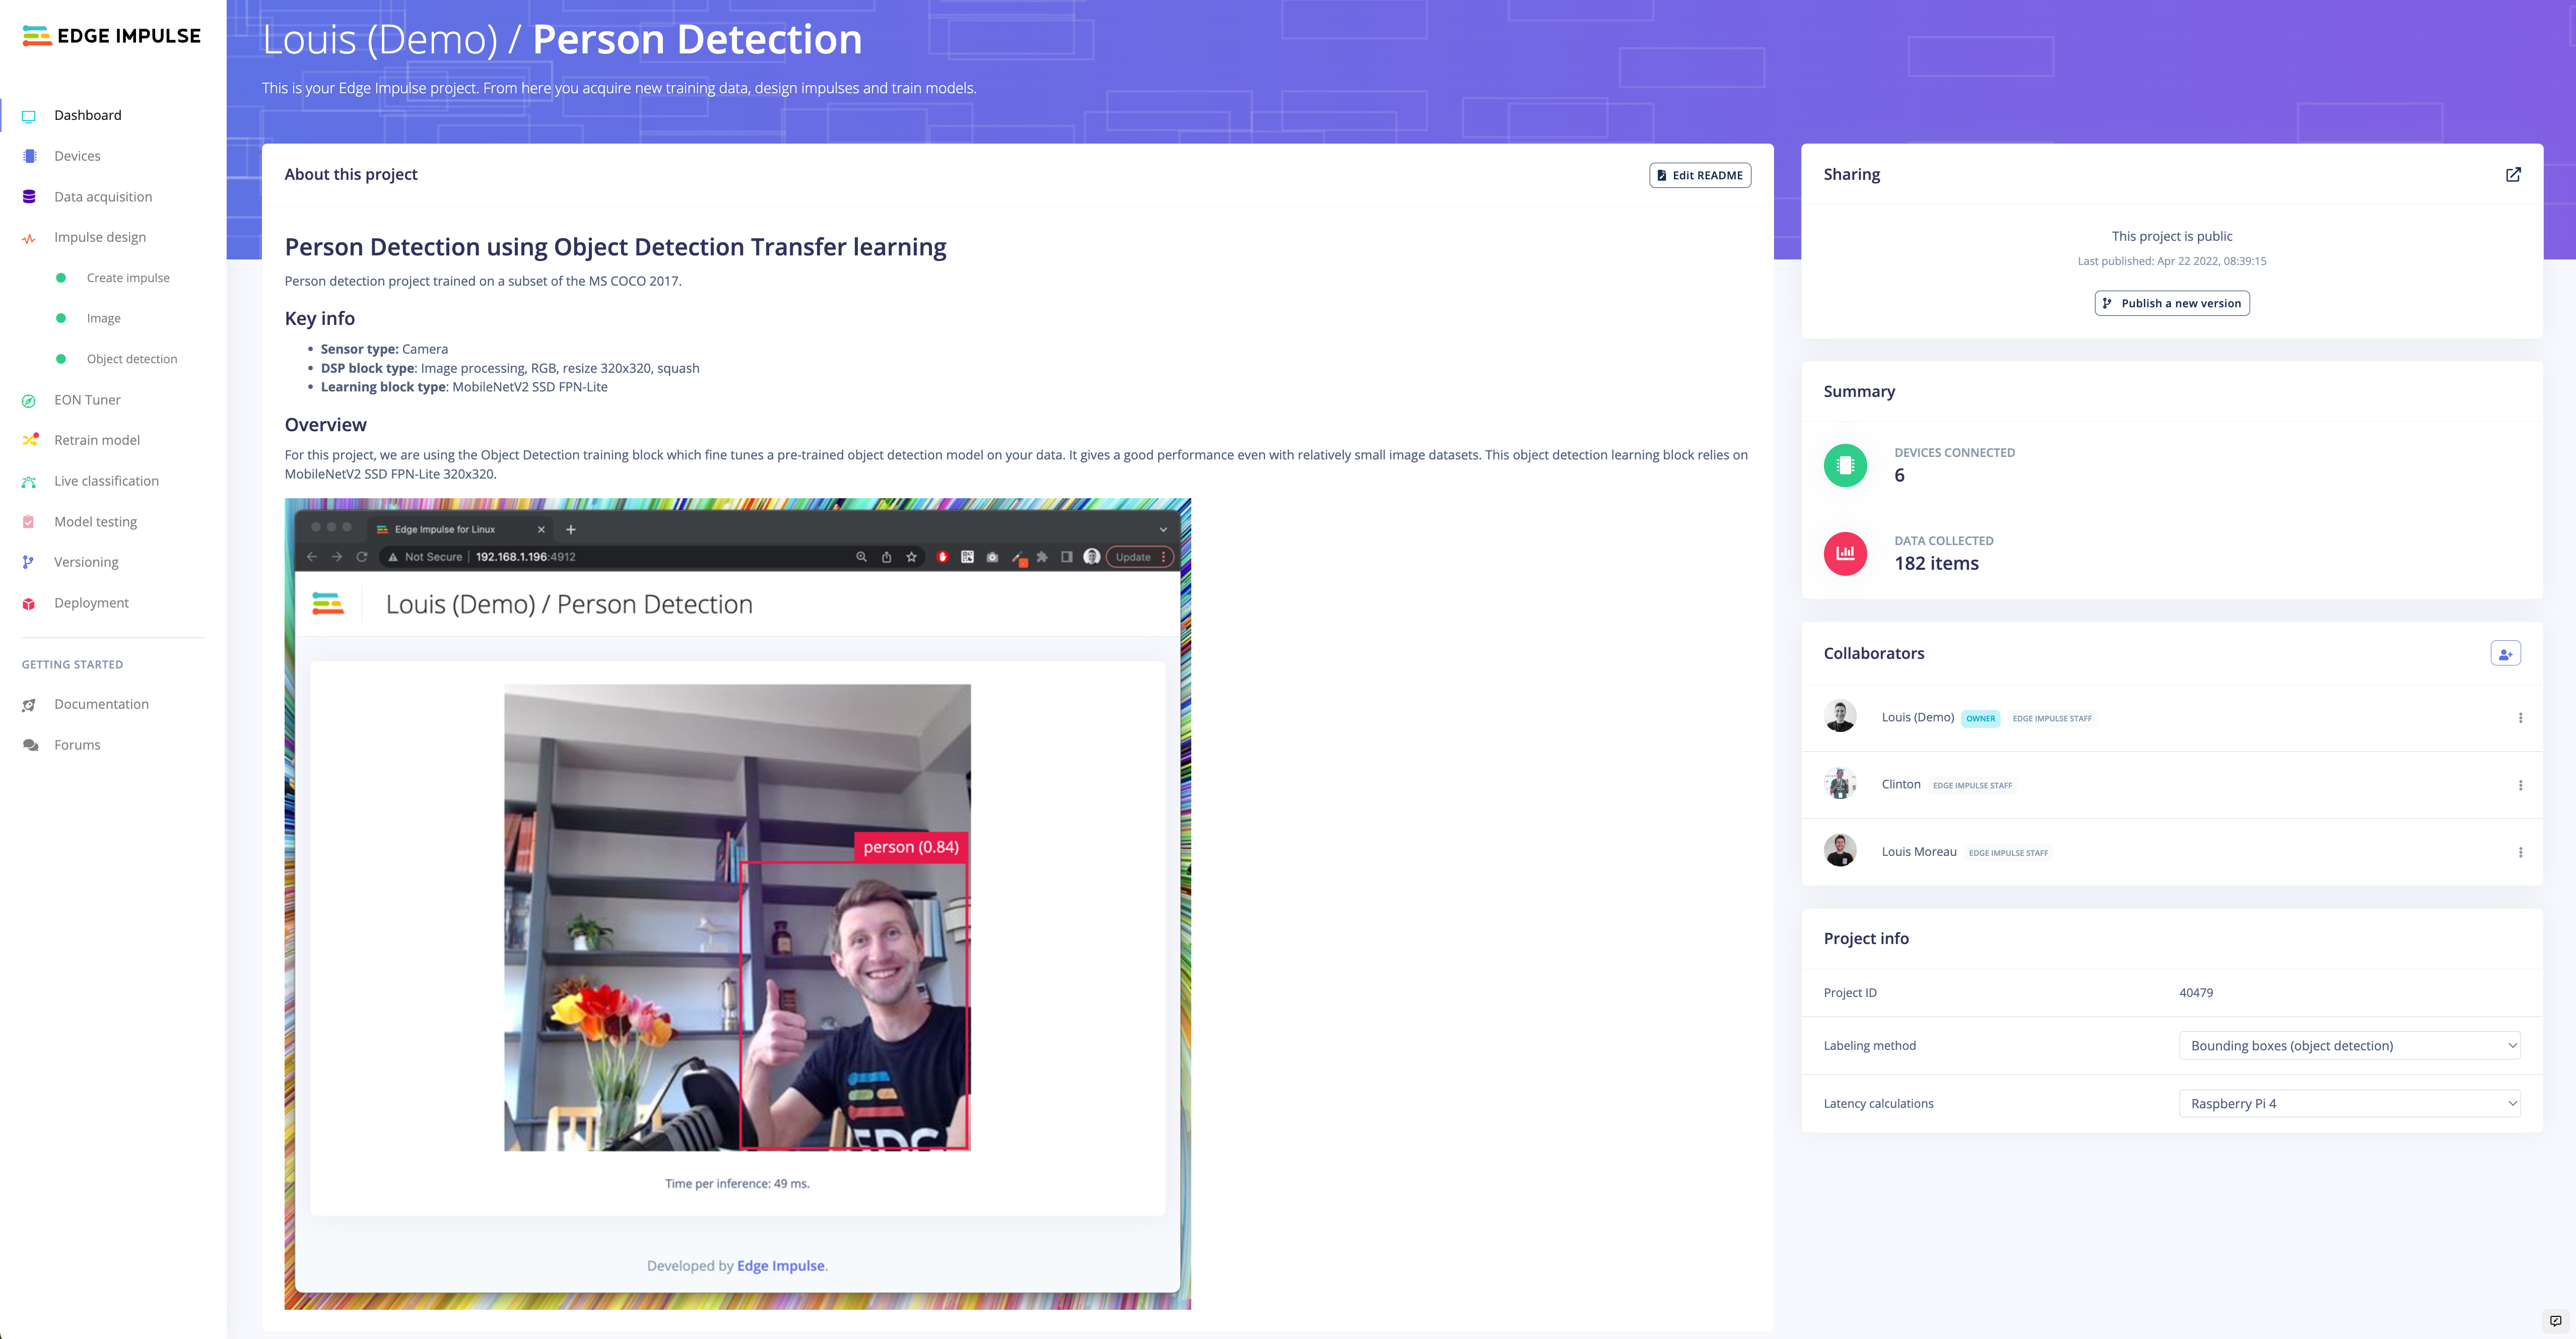 EDGE IMPULSE
Dashboard
Devices
Data acquisition
Impulse design
Create impulse
Image
Object detection
EON Tuner
Retrain model
Live classification
Model testing
Versioning
Deployment
GETTING STARTED
Documentation
Forums
Louis (Demo) / Person Detection
This is your Edge Impulse project. From here you acquire new training data, design impulses and train models.
About this project
Edit README
Person Detection using Object Detection Transfer learning
Person detection project trained on a subset of the MS COCO 2017.
Key info
• Sensor type: Camera
• DSP block type: Image processing, RGB, resize 320x320, squash
• Learning block type: MobileNetV2 SSD FPN-Lite
Overview
For this project, we are using the Object Detection training block which fine tunes a pre-trained object detection model on your data. It gives a good performance even with relatively small image datasets. This object detection learning block relies on
MobileNetV2 SSD FPN-Lite 320x320.
Edge Impulse for Linux
Not Secure | 192.168.1.196:4912
Update
Louis (Demo) / Person Detection
person (0.84)
Time per inference: 49 ms.
Developed by Edge Impulse.
Sharing
This project is public
Last published: Apr 22 2022, 08:39:15
Publish a new version
Summary
DEVICES CONNECTED
6
DATA COLLECTED
182 items
Collaborators
Louis (Demo) OWNER EDGE IMPULSE STAFF
Clinton EDGE IMPULSE STAFF
Louis Moreau EDGE IMPULSE STAFF
Project info
Project ID 40479
Labeling method Bounding boxes (object detection)
Latency calculations Raspberry Pi 4